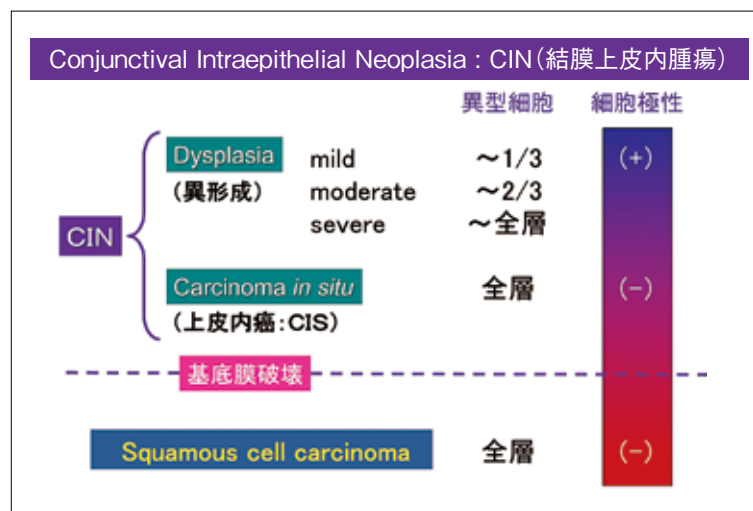 Conjunctival Intraepithelial Neoplasia : CIN(結膜上皮内腫瘍)
異型細胞 細胞極性
Dysplasia mild ～1/3 (+)
(異形成) moderate ～2/3
severe ～全層
CIN
Carcinoma in situ 全層 (−)
(上皮内癌:CIS)
基底膜破壊
Squamous cell carcinoma 全層 (−)